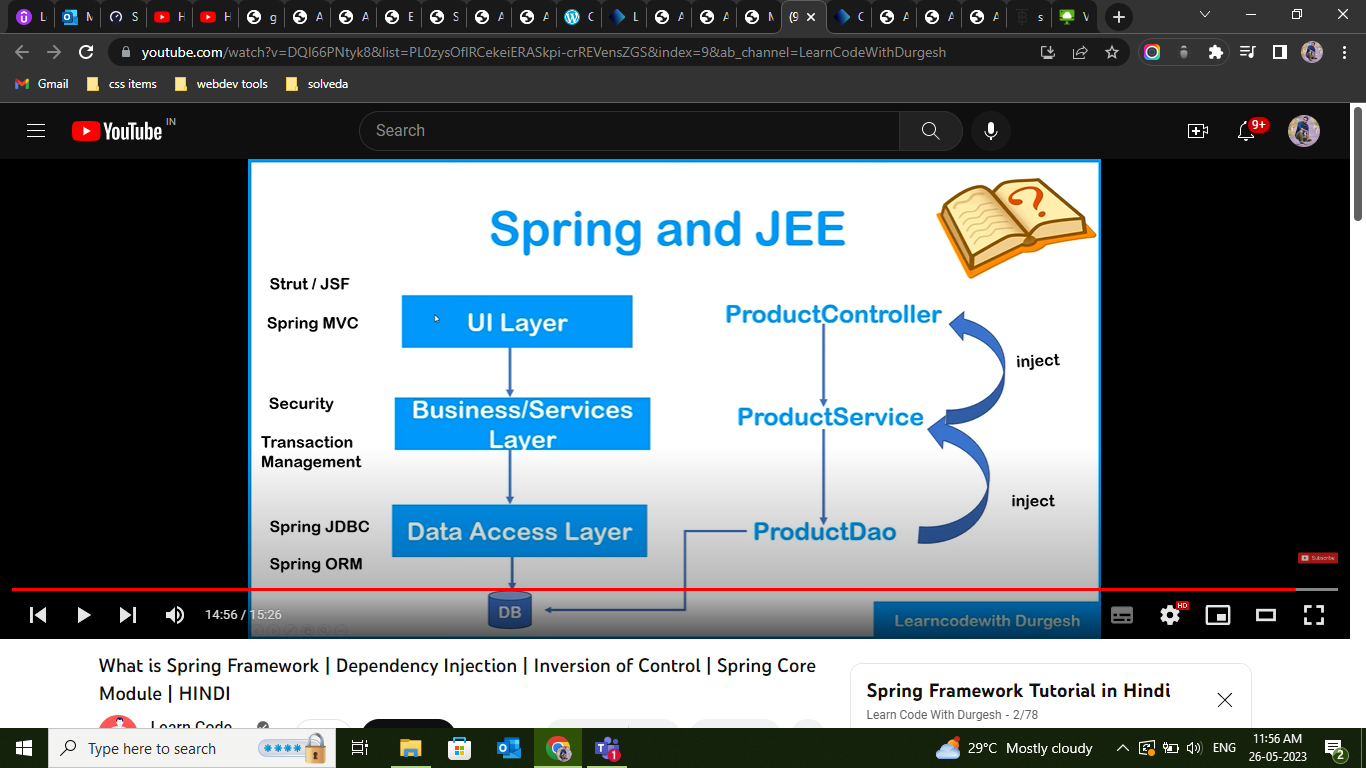 youtube.com/watch?v=DQl66PNtyk8&list=PL0zysOflRCekeiERASkpi-crREVensZGS&index=9&ab_channel=LearnCodeWithDurgesh
Gmail
css items
webdev tools
solveda
YouTube IN
Search
9+
Spring and JEE
Strut / JSF
Spring MVC
UI Layer
ProductController
inject
Security
Transaction
Management
Business/Services
Layer
ProductService
inject
Spring JDBC
Spring ORM
Data Access Layer
ProductDao
DB
Subscribe
Learncodewith Durgesh
14:56 / 15:26
HD
What is Spring Framework | Dependency Injection | Inversion of Control | Spring Core
Module | HINDI
Learn Code
Spring Framework Tutorial in Hindi
Learn Code With Durgesh - 2/78
Type here to search
1
29°C Mostly cloudy
ENG
11:56 AM
26-05-2023
2